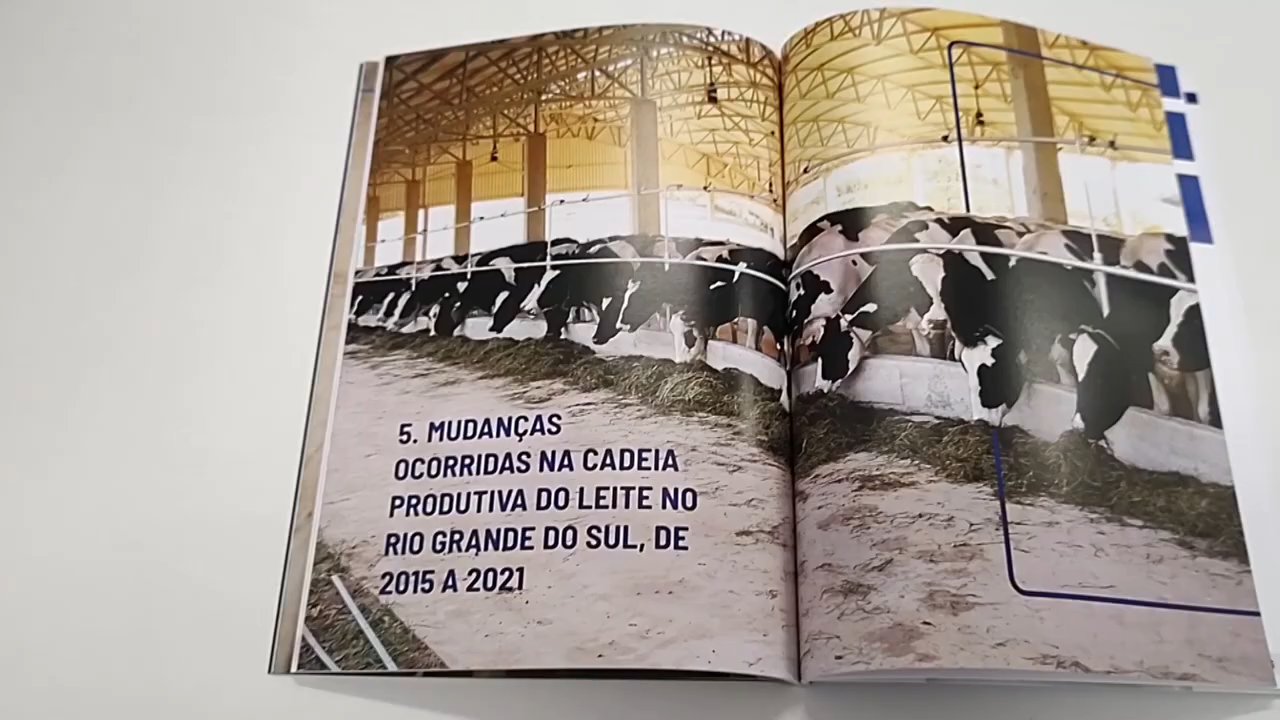 5. MUDANÇAS
OCORRIDAS NA CADEIA
PRODUTIVA DO LEITE NO
RIO GRANDE DO SUL, DE
2015 A 2021